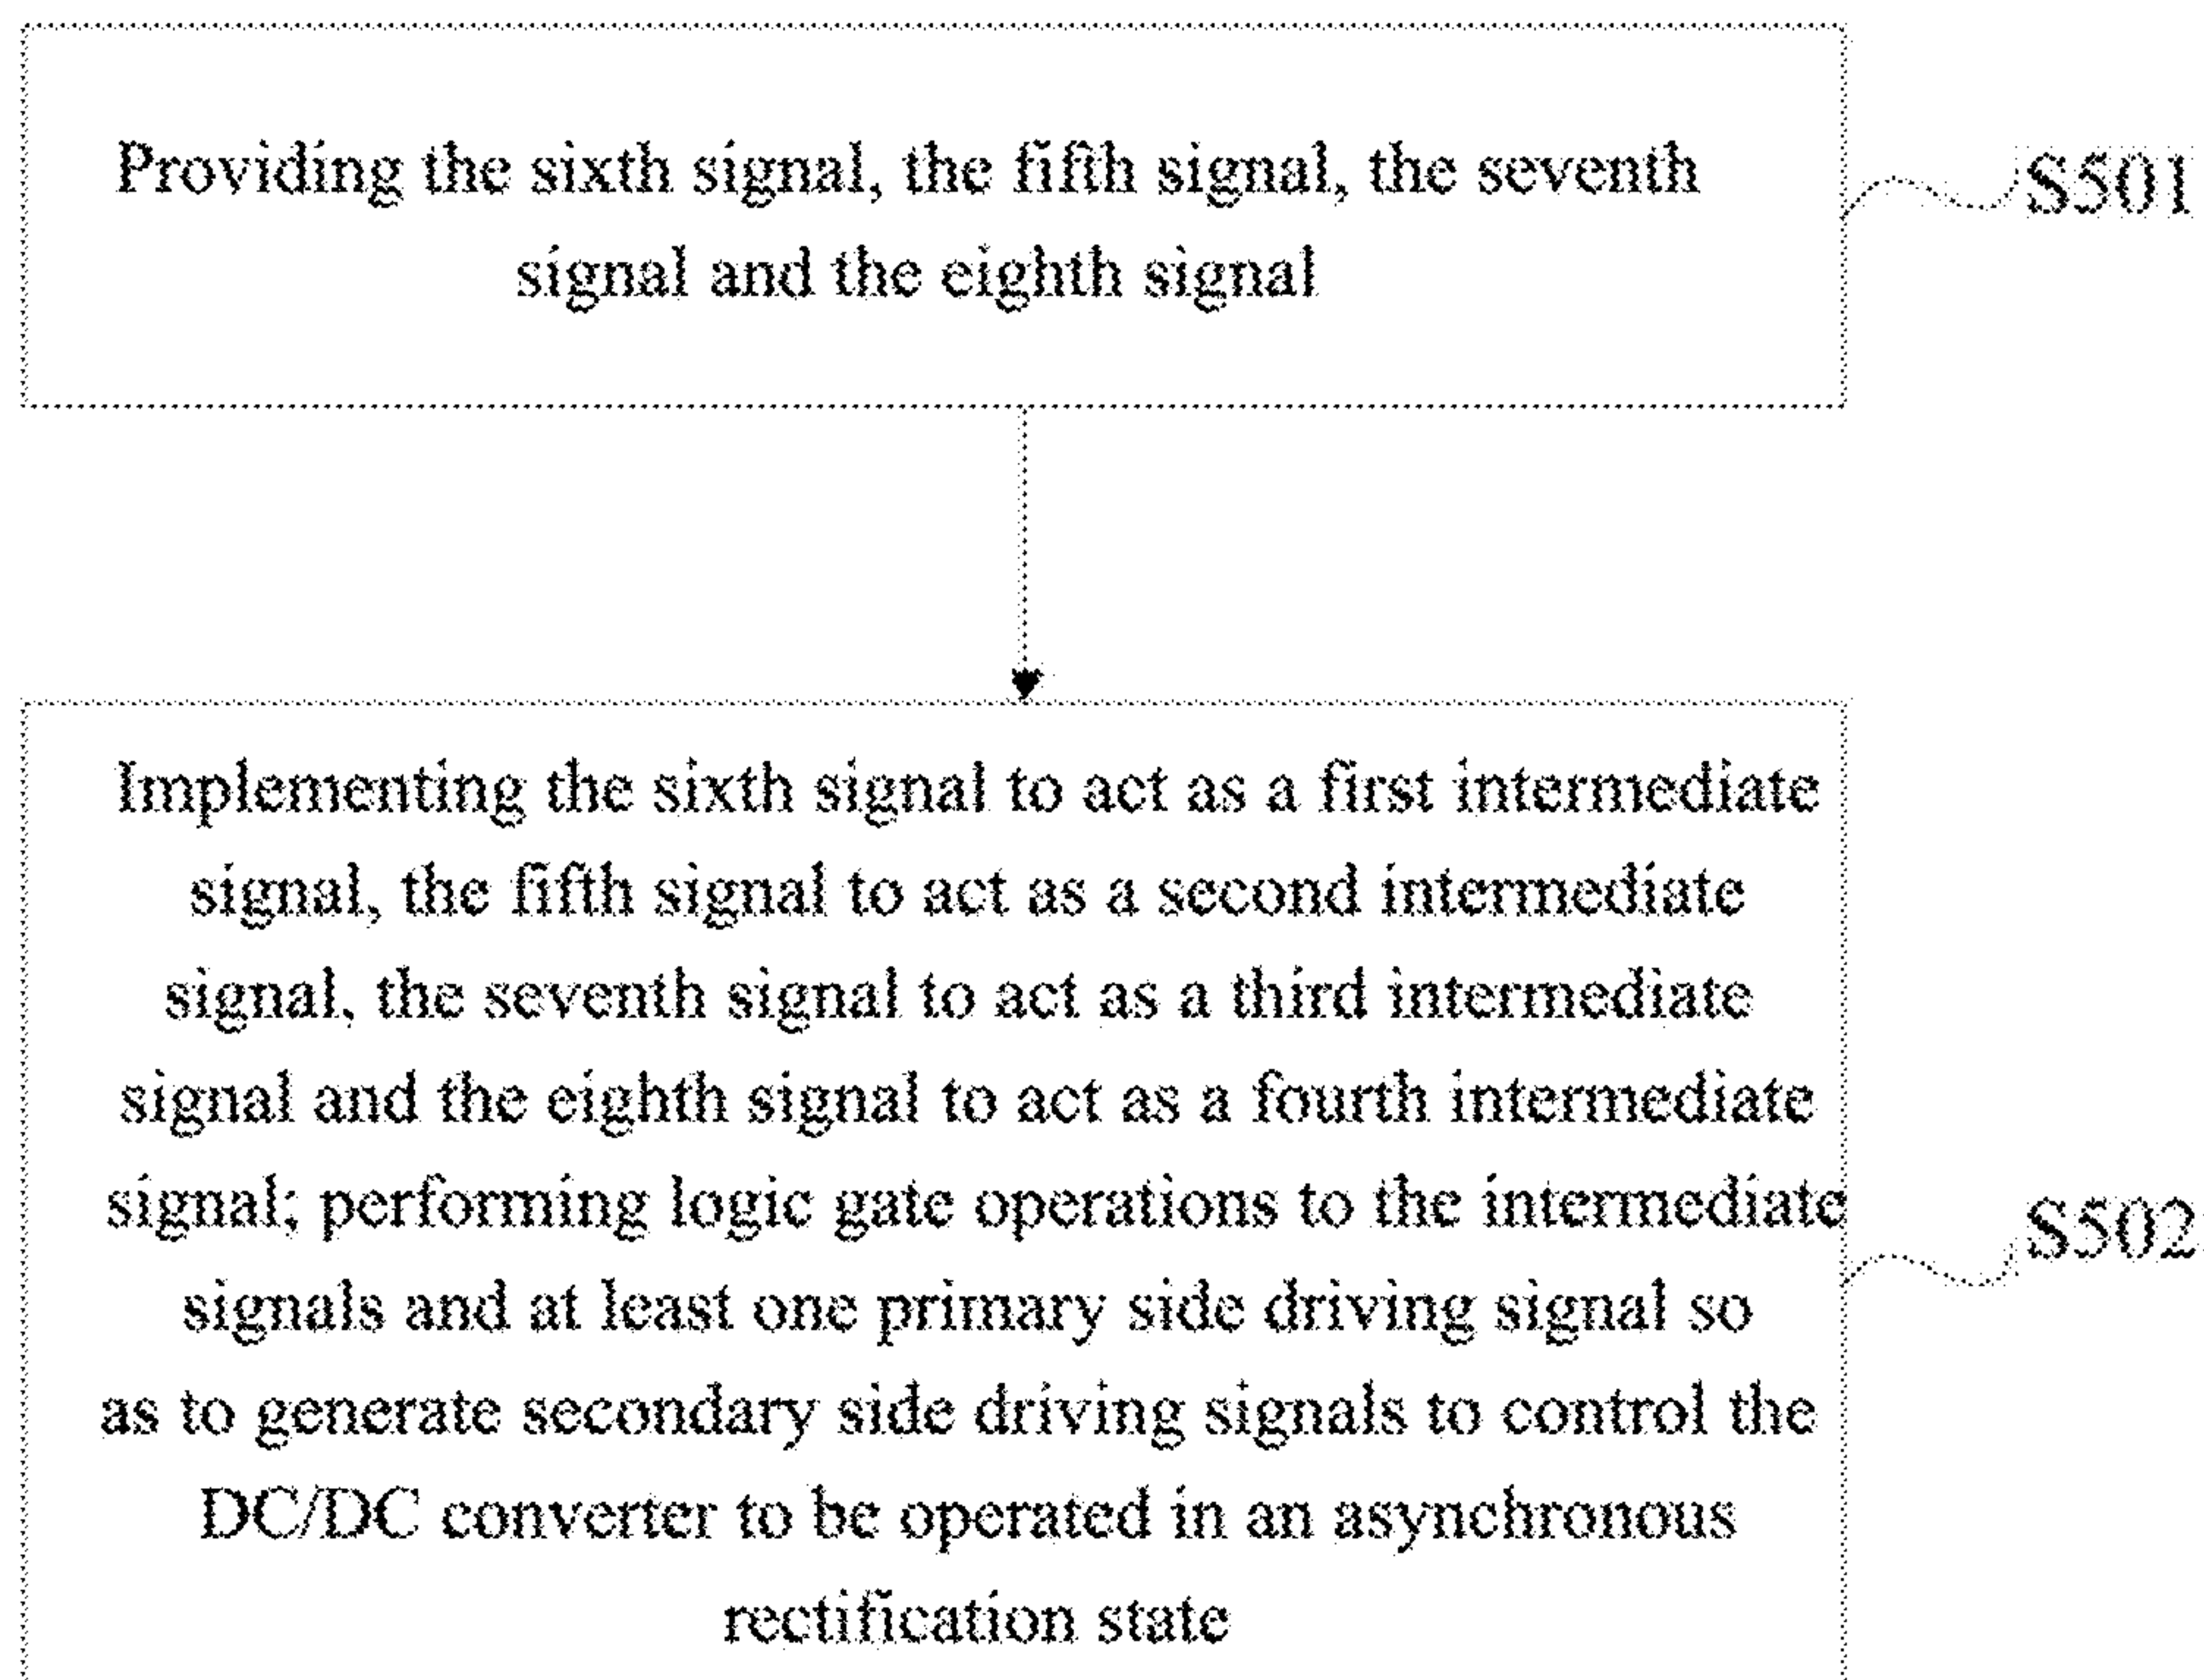 Providing the sixth signal, the fifth signal, the seventh
signal and the eighth signal
S501
Implementing the sixth signal to act as a first intermediate
signal, the fifth signal to act as a second intermediate
signal, the seventh signal to act as a third intermediate
signal and the eighth signal to act as a fourth intermediate
signal; performing logic gate operations to the intermediate
signals and at least one primary side driving signal so
as to generate secondary side driving signals to control the
DC/DC converter to be operated in an asynchronous
rectification state
S502